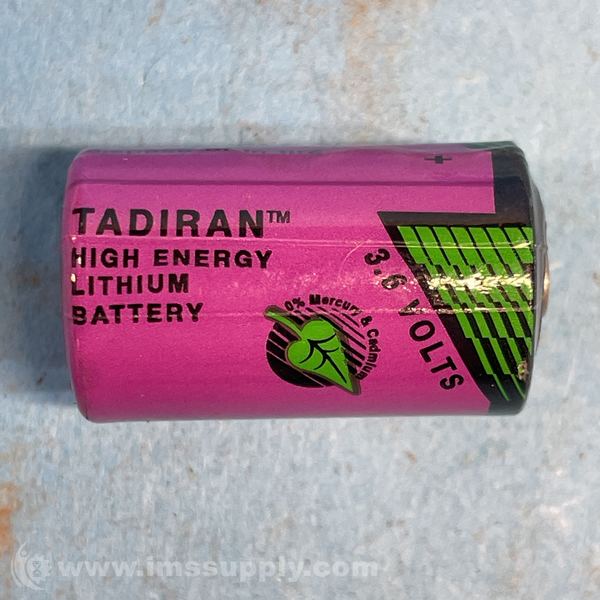 +
TADIRAN™
HIGH ENERGY
LITHIUM
BATTERY
3.6 VOLTS
0% Mercury & Cadmium
www.imssupply.com